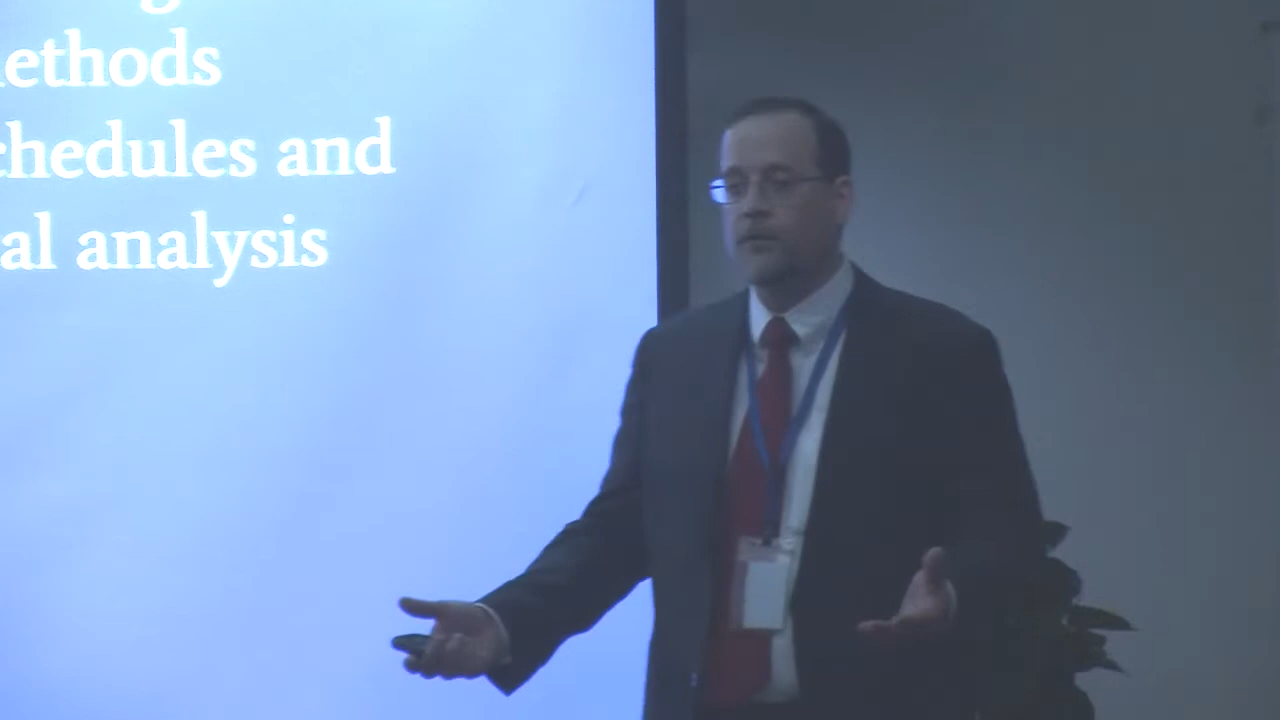 ethods
chedules and
al analysis